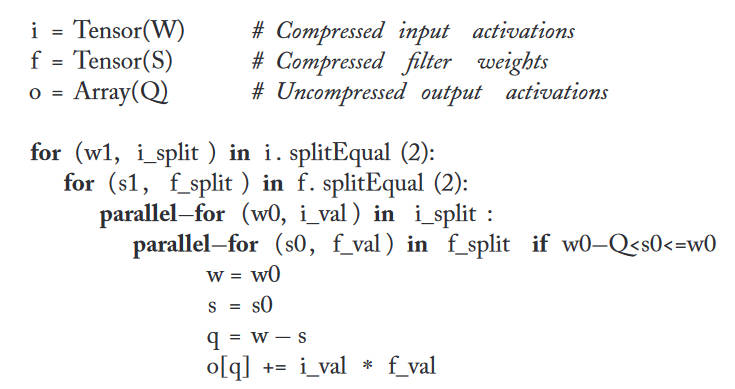 i = Tensor(W) # Compressed input activations
f = Tensor(S) # Compressed filter weights
o = Array(Q) # Uncompressed output activations
for (w1, i_split ) in i. splitEqual (2):
for (s1, f_split ) in f. splitEqual (2):
parallel–for (w0, i_val ) in i_split :
parallel–for (s0, f_val ) in f_split if w0–Q<s0<=w0
w = w0
s = s0
q = w – s
o[q] += i_val * f_val